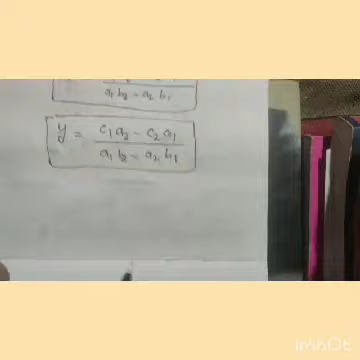 a₁ b₂ - a₂ b₁
y = c₁ a₂ - c₂ a₁ / a₁ b₂ - a₂ b₁
InShOt